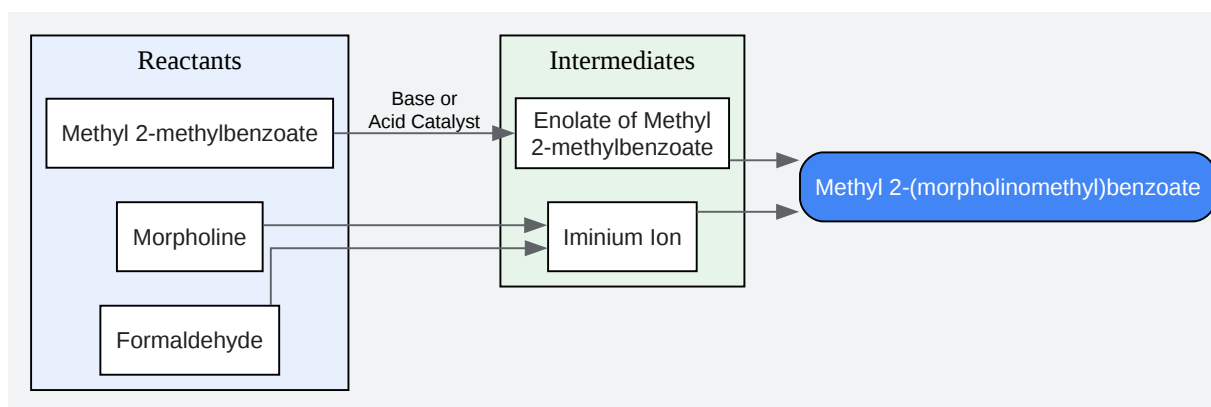 Reactants
Intermediates
Methyl 2-methylbenzoate
Base or
Acid Catalyst
Enolate of Methyl
2-methylbenzoate
Methyl 2-(morpholinomethyl)benzoate
Morpholine
Iminium Ion
Formaldehyde